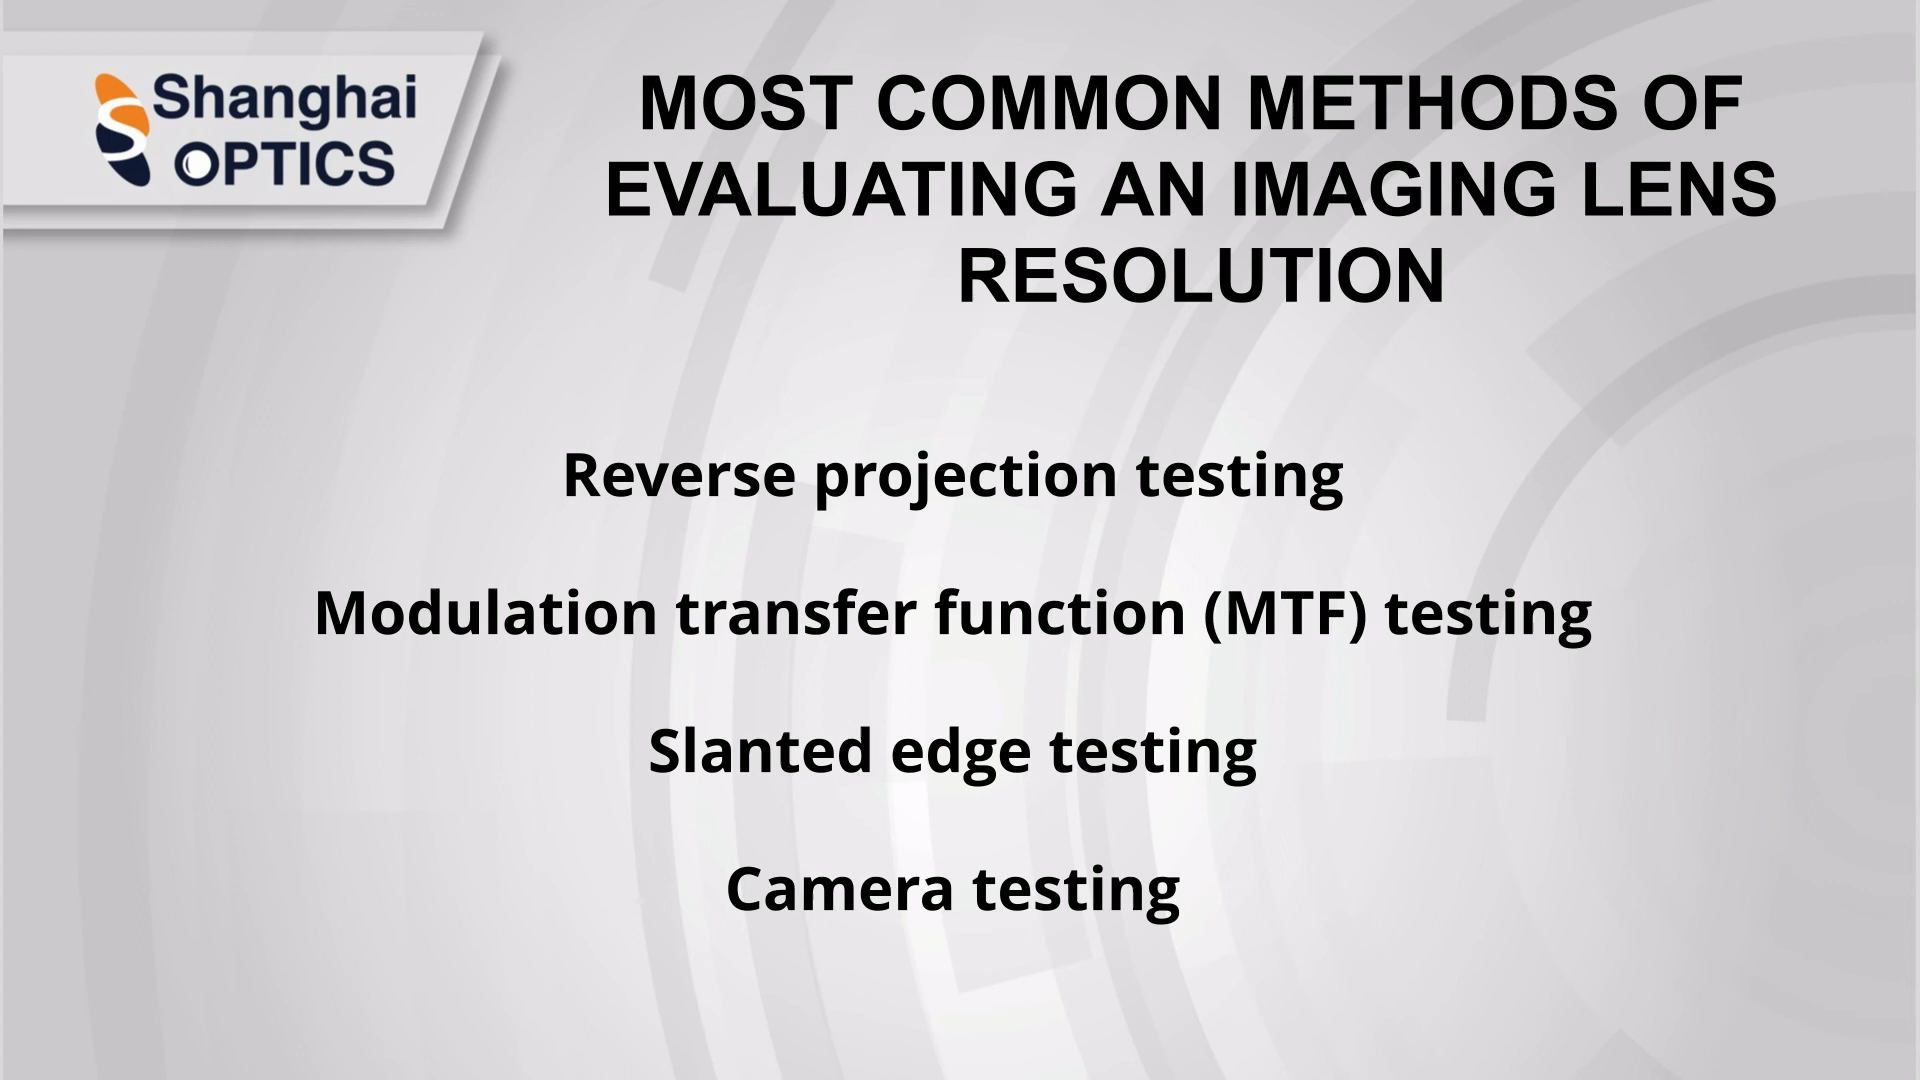 Shanghai
OPTICS
MOST COMMON METHODS OF
EVALUATING AN IMAGING LENS
RESOLUTION
Reverse projection testing
Modulation transfer function (MTF) testing
Slanted edge testing
Camera testing